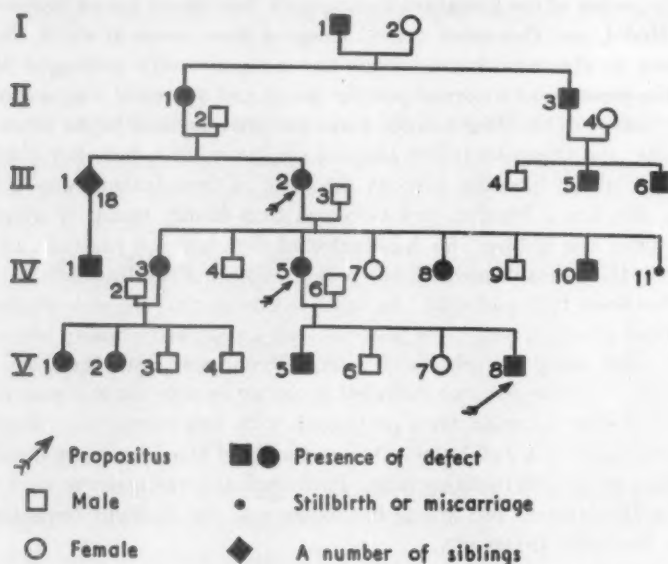 I 1 2
II 1 2 3 4
III 1 18 2 3 4 5 6
IV 1 2 3 4 5 6 7 8 9 10 11
V 1 2 3 4 5 6 7 8
Propositus Presence of defect
Male Stillbirth or miscarriage
Female A number of siblings